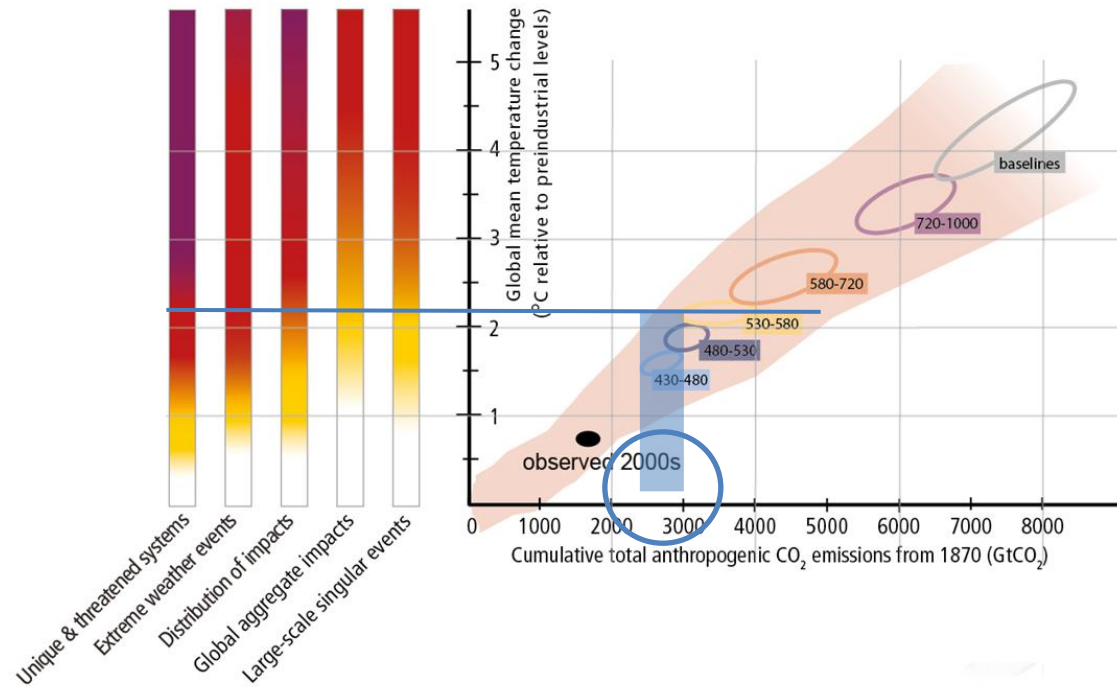 5
4
3
2
1
Global mean temperature change
(°C relative to preindustrial levels)
baselines
720-1000
580-720
530-580
480-530
430-480
observed 2000s
0 1000 2000 3000 4000 5000 6000 7000 8000
Cumulative total anthropogenic CO₂ emissions from 1870 (GtCO₂)
Unique & threatened systems
Extreme weather events
Distribution of impacts
Global aggregate impacts
Large-scale singular events